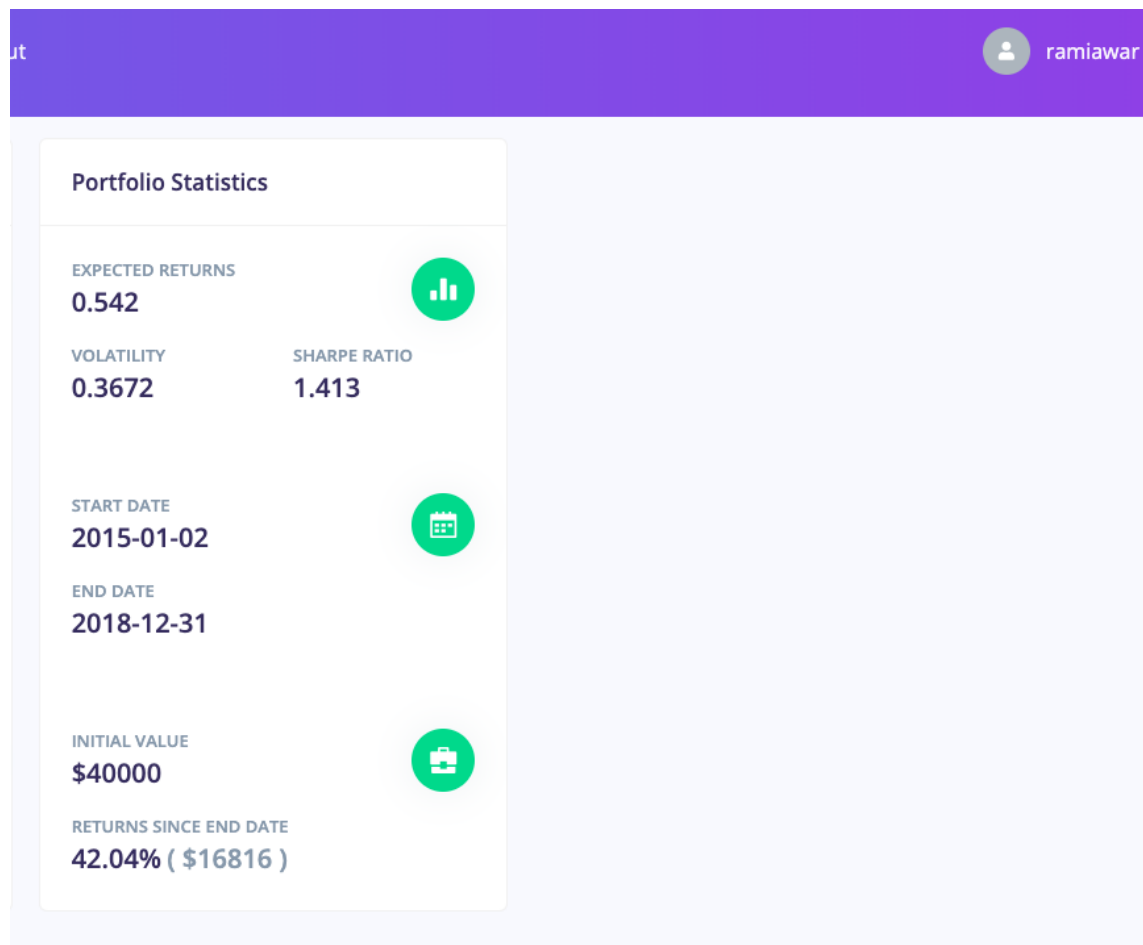 ramiawar
Portfolio Statistics
EXPECTED RETURNS
0.542
VOLATILITY SHARPE RATIO
0.3672 1.413
START DATE
2015-01-02
END DATE
2018-12-31
INITIAL VALUE
$40000
RETURNS SINCE END DATE
42.04% ( $16816 )